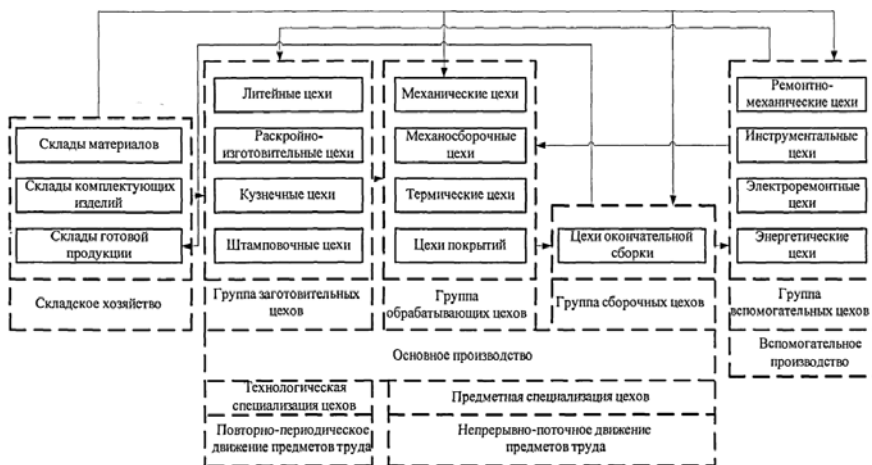 Склады материалов
Склады комплектующих
изделий
Склады готовой
продукции
Складское хозяйство
Литейные цехи
Раскройно-
изготовительные цехи
Кузнечные цехи
Штамповочные цехи
Группа заготовительных
цехов
Механические цехи
Механосборочные
цехи
Термические цехи
Цехи покрытий
Группа
обрабатывающих цехов
Цехи окончательной
сборки
Группа сборочных цехов
Ремонтно-
механические цехи
Инструментальные
цехи
Электроремонтные
цехи
Энергетические
цехи
Группа
вспомогательных цехов
Основное производство
Вспомогательное
производство
Технологическая
специализация цехов
Предметная специализация цехов
Повторно-периодическое
движение предметов труда
Непрерывно-поточное движение
предметов труда